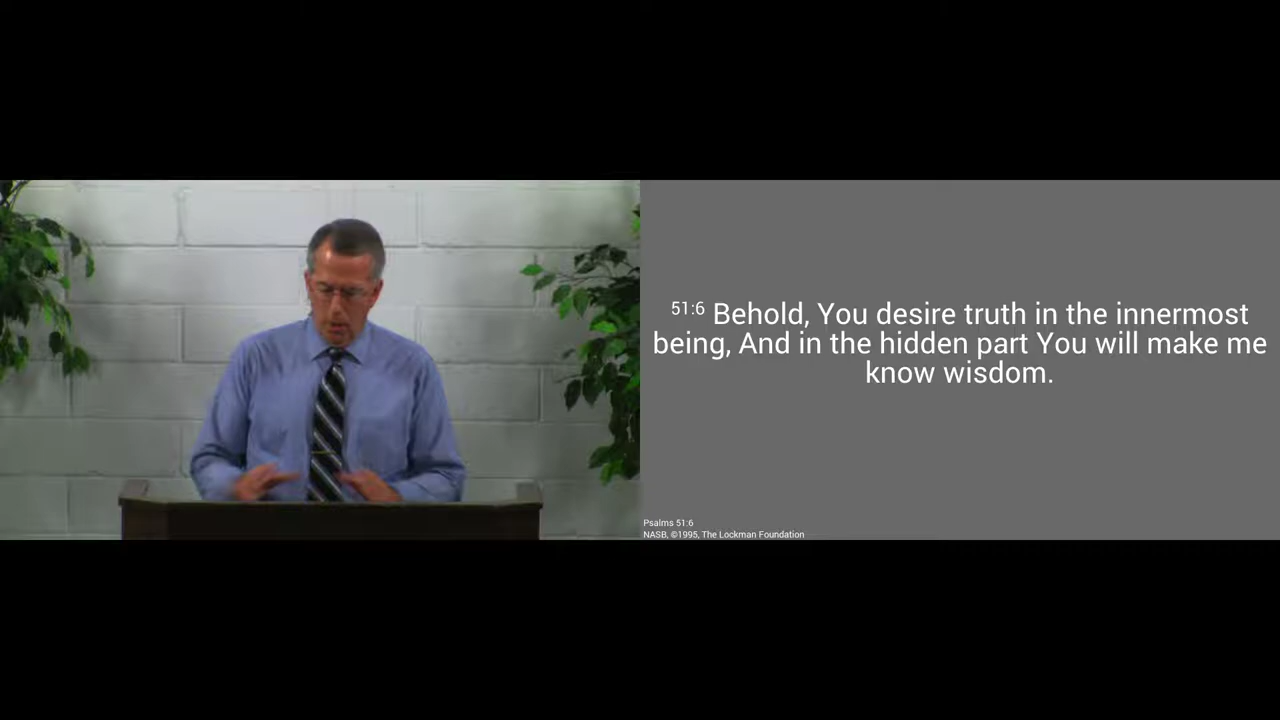 51:6 Behold, You desire truth in the innermost
being, And in the hidden part You will make me
know wisdom.
Psalms 51:6
NASB, ©1995, The Lockman Foundation